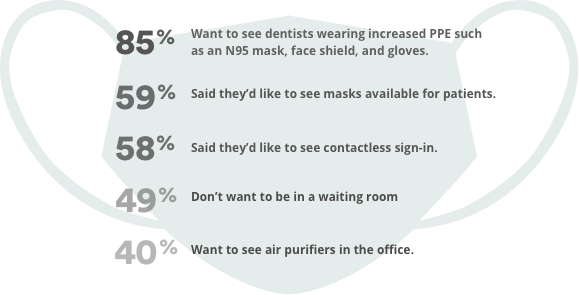 85% Want to see dentists wearing increased PPE such
as an N95 mask, face shield, and gloves.
59% Said they’d like to see masks available for patients.
58% Said they’d like to see contactless sign-in.
49% Don’t want to be in a waiting room
40% Want to see air purifiers in the office.